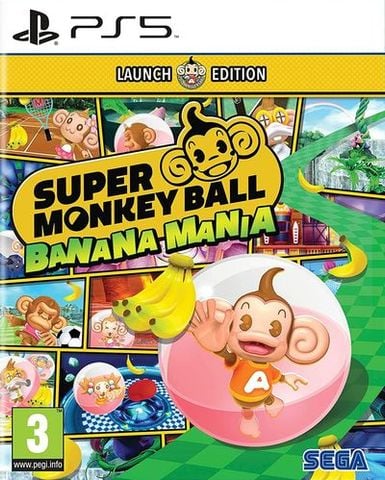 PS5
LAUNCH EDITION
SUPER
MONKEY BALL
BANANA MANIA
A
3
www.pegi.info
SEGA